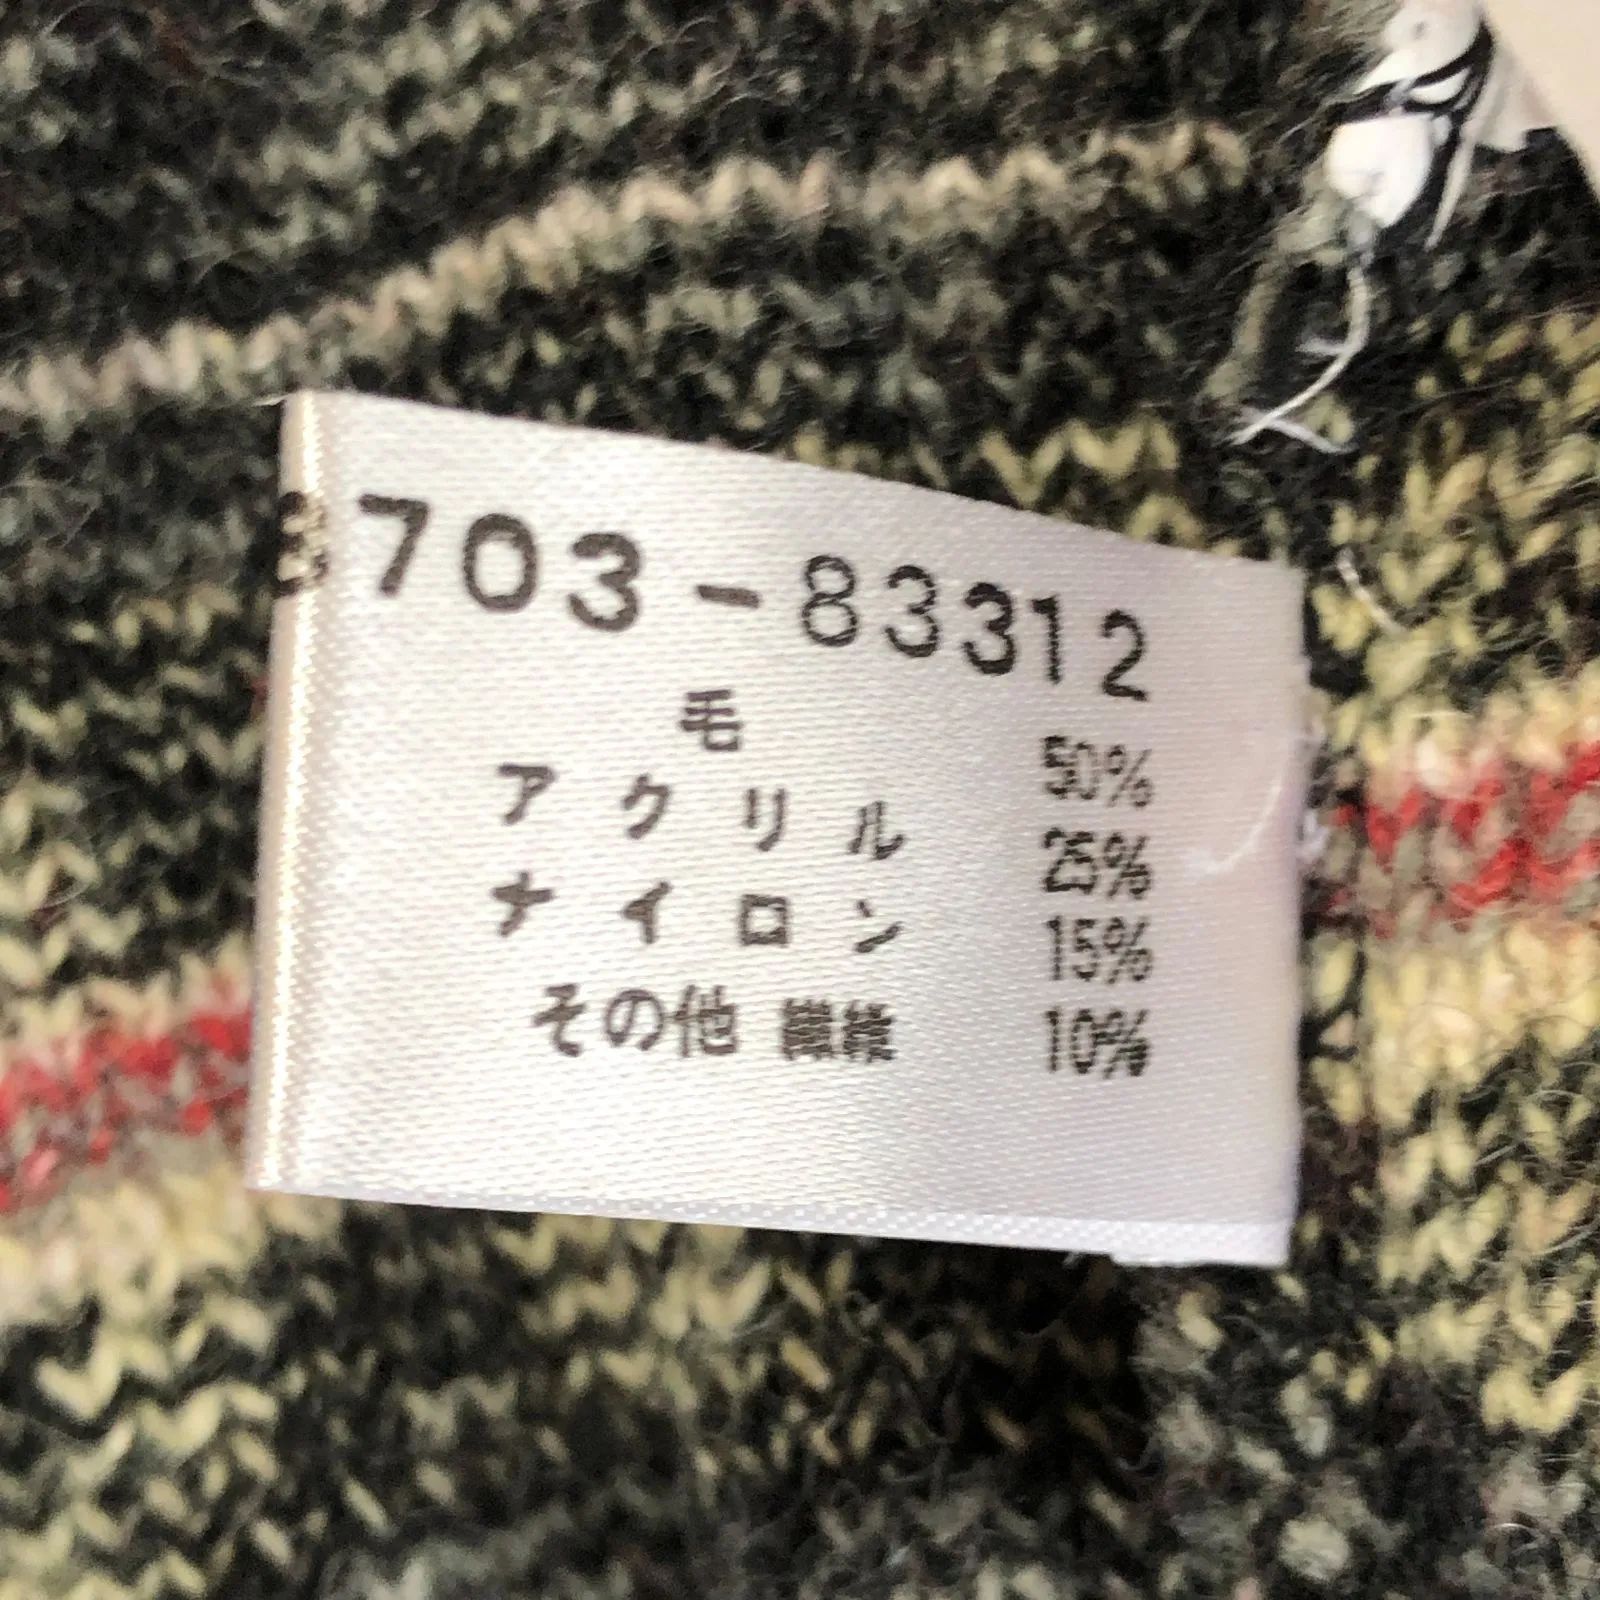 8703-83312
毛 50%
アクリル 25%
ナイロン 15%
その他 繊維 10%